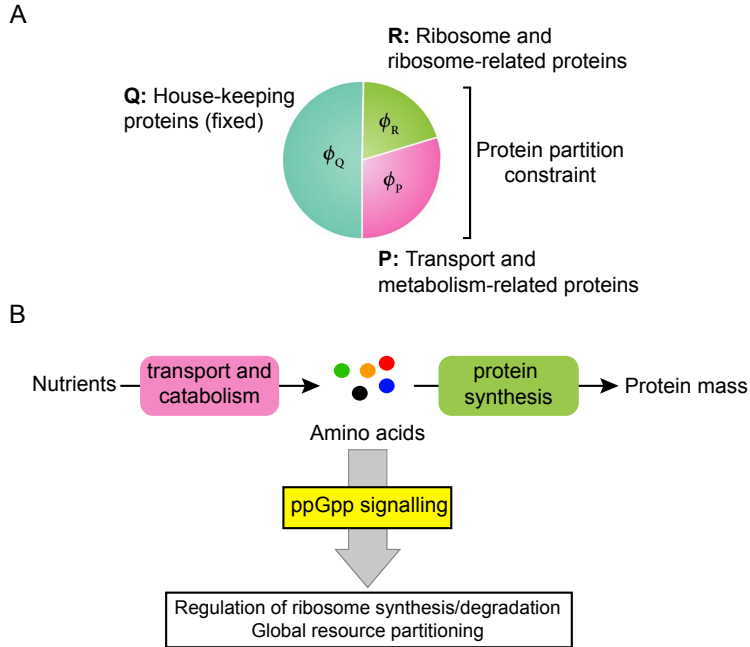 A
R: Ribosome and
ribosome-related proteins
Q: House-keeping
proteins (fixed)
ϕR
ϕQ
ϕP
Protein partition
constraint
P: Transport and
metabolism-related proteins
B
Nutrients
transport and
catabolism
protein
synthesis
Protein mass
Amino acids
ppGpp signalling
Regulation of ribosome synthesis/degradation
Global resource partitioning